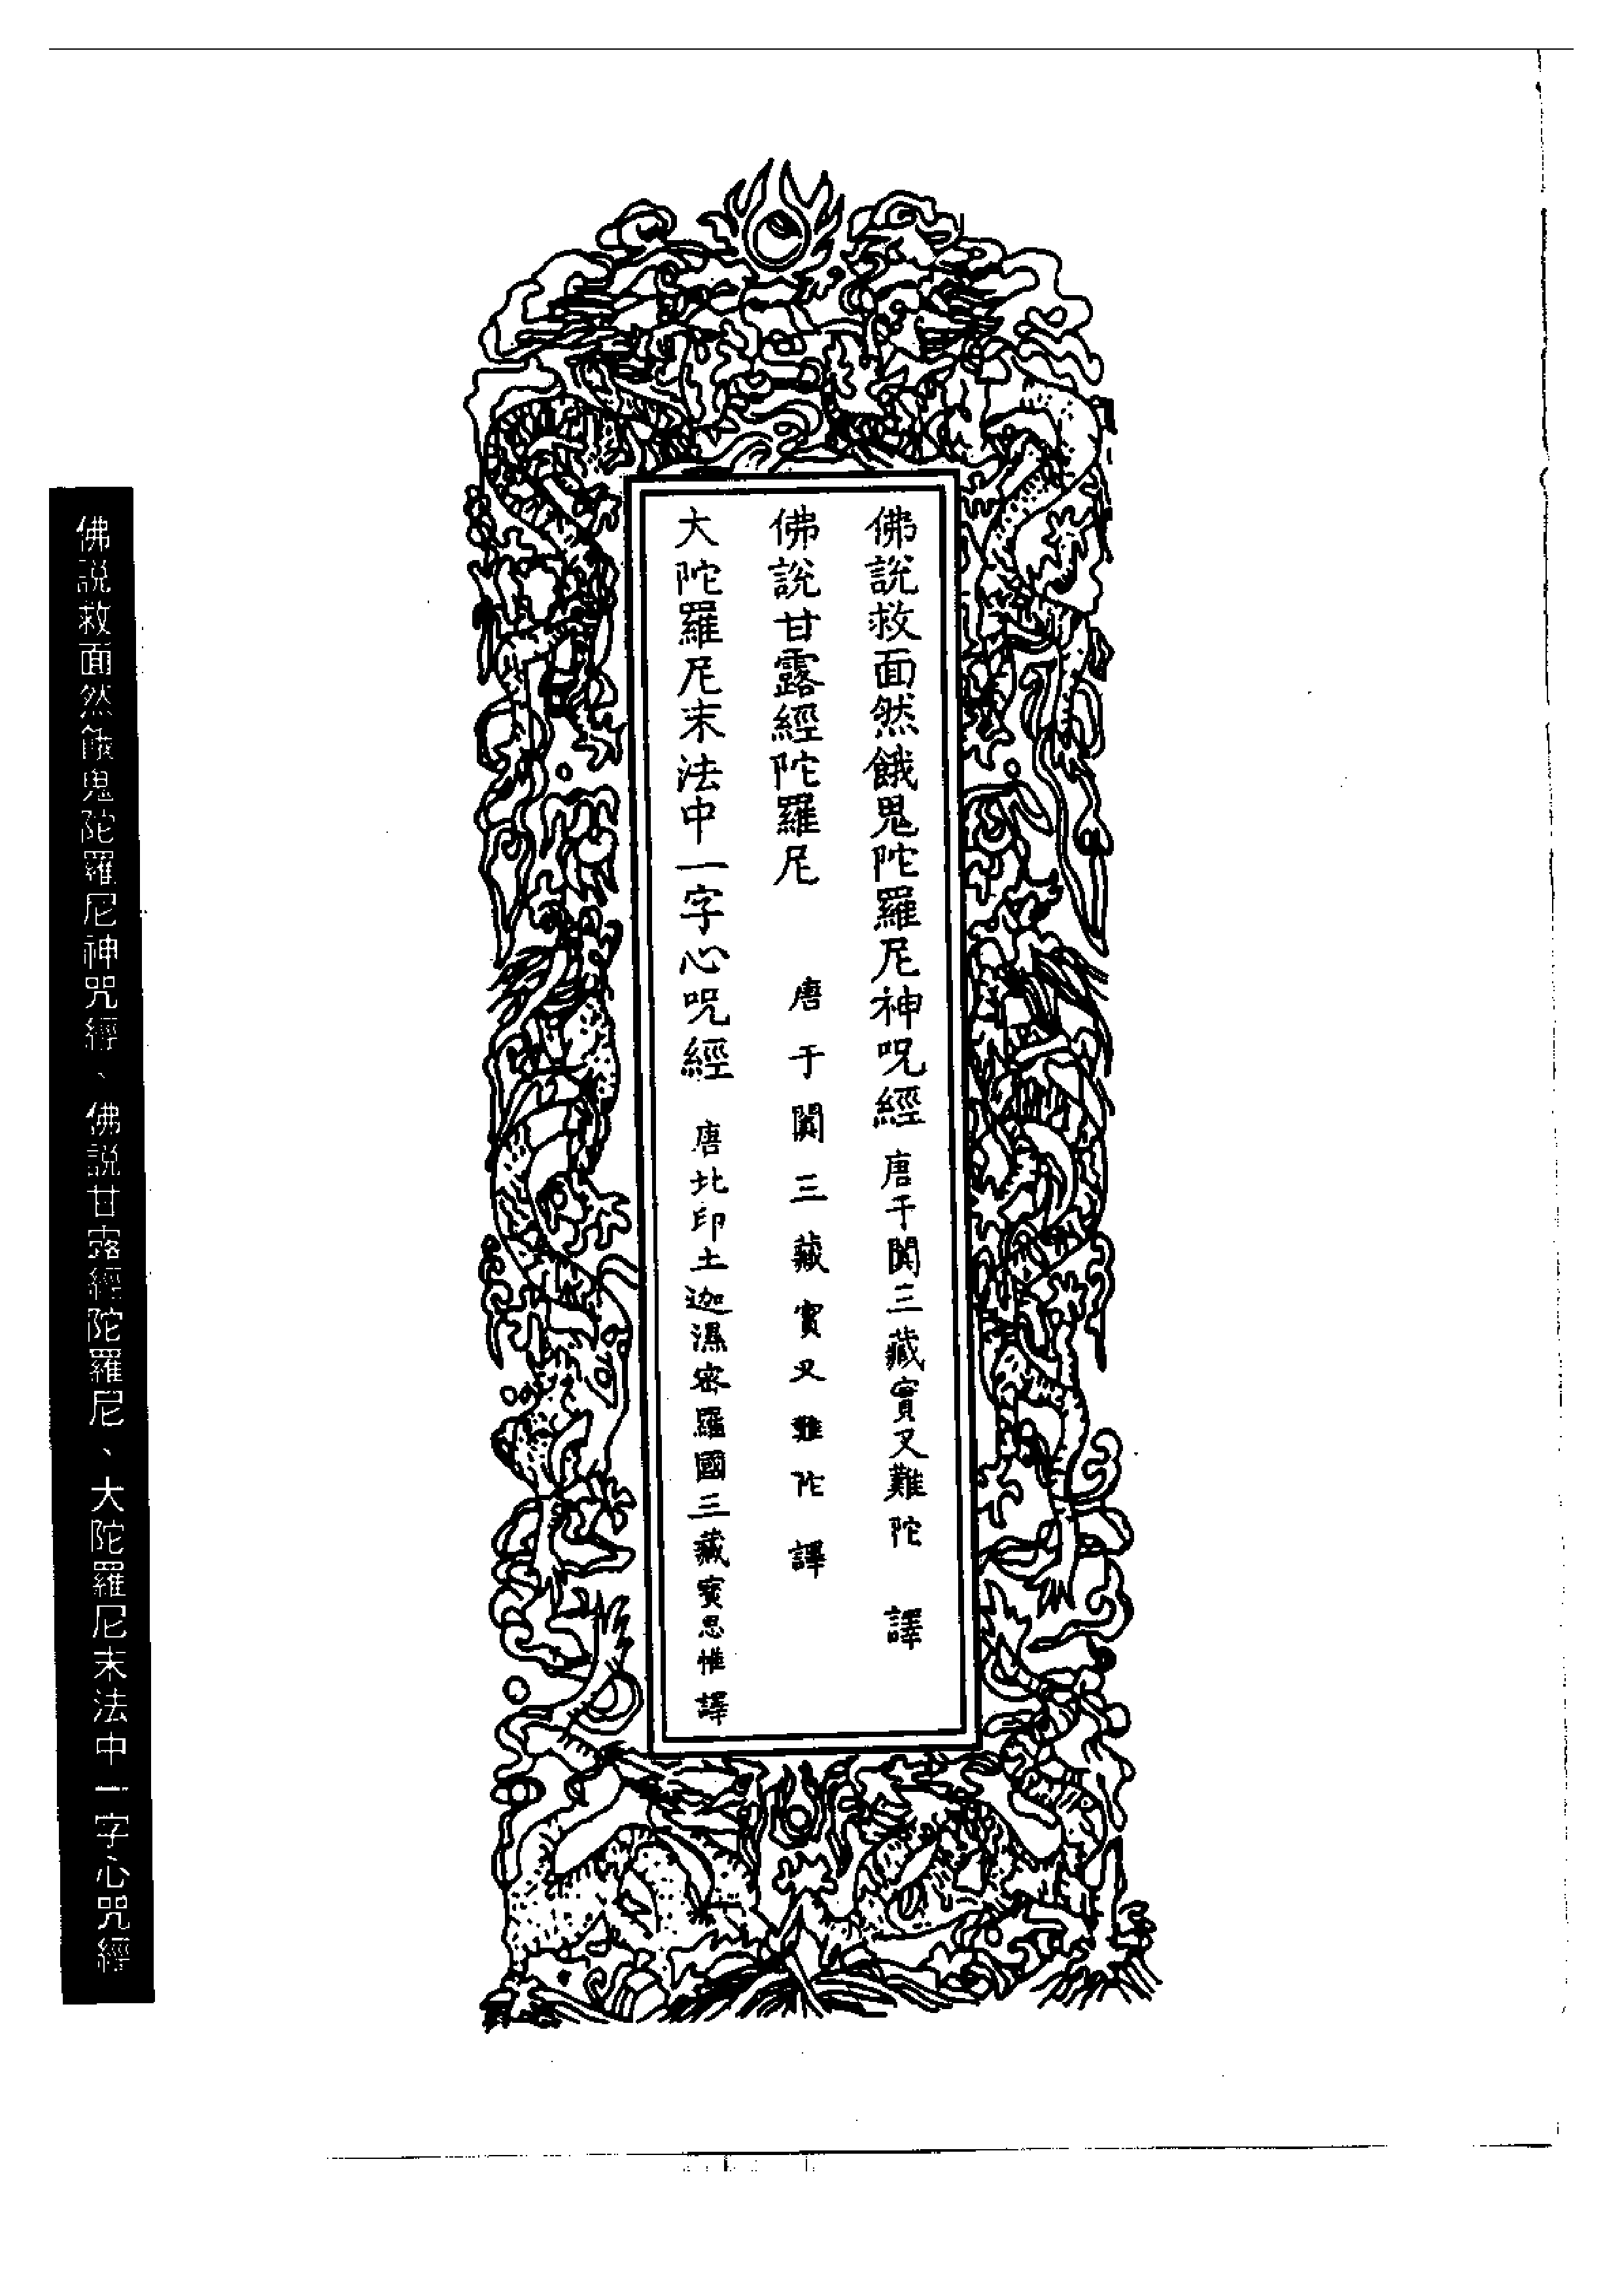 佛說救面然餓鬼陀羅尼神呪經 唐于闐三藏實叉難陀 譯
佛說甘露經陀羅尼 唐于闐三藏實叉難陀 譯
大陀羅尼末法中一字心呪經 唐北印土迦濕密羅國三藏寶思惟 譯
佛説救面然餓鬼陀羅尼神咒經、佛説甘露經陀羅尼、大陀羅尼末法中一字心咒經